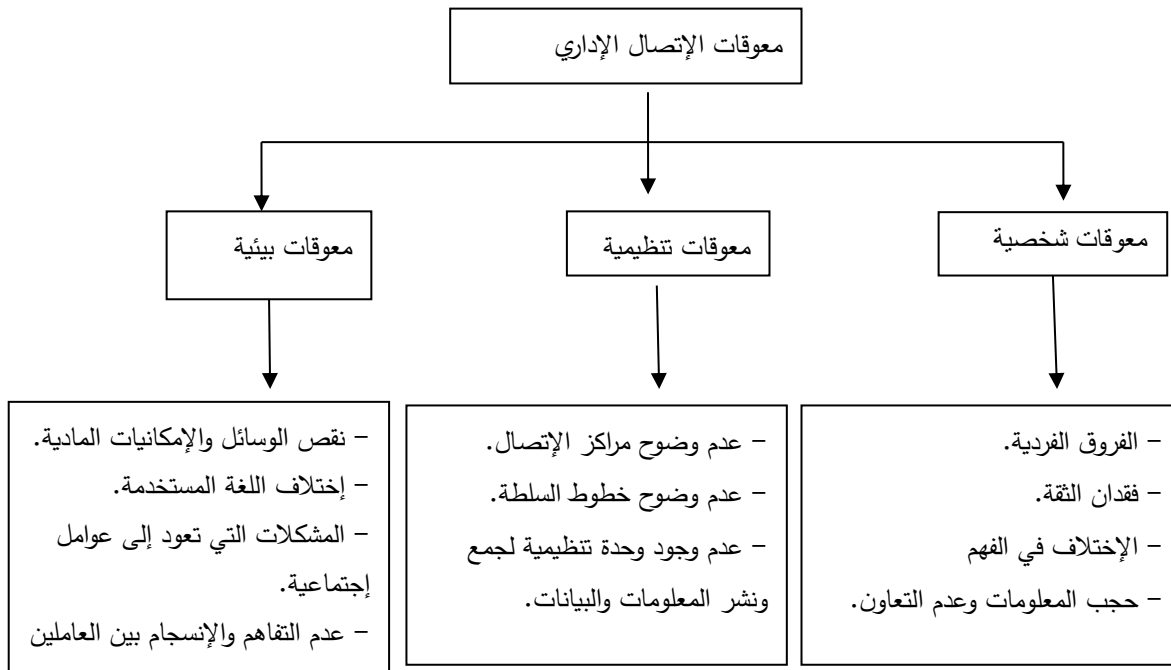 معوقات الإتصال الإداري
معوقات شخصية
معوقات تنظيمية
معوقات بيئية
– الفروق الفردية.
– فقدان الثقة.
– الإختلاف في الفهم
– حجب المعلومات وعدم التعاون.
– عدم وضوح مراكز الإتصال.
– عدم وضوح خطوط السلطة.
– عدم وجود وحدة تنظيمية لجمع
ونشر المعلومات والبيانات.
– نقص الوسائل والإمكانيات المادية.
– إختلاف اللغة المستخدمة.
– المشكلات التي تعود إلى عوامل
إجتماعية.
– عدم التفاهم والإنسجام بين العاملين